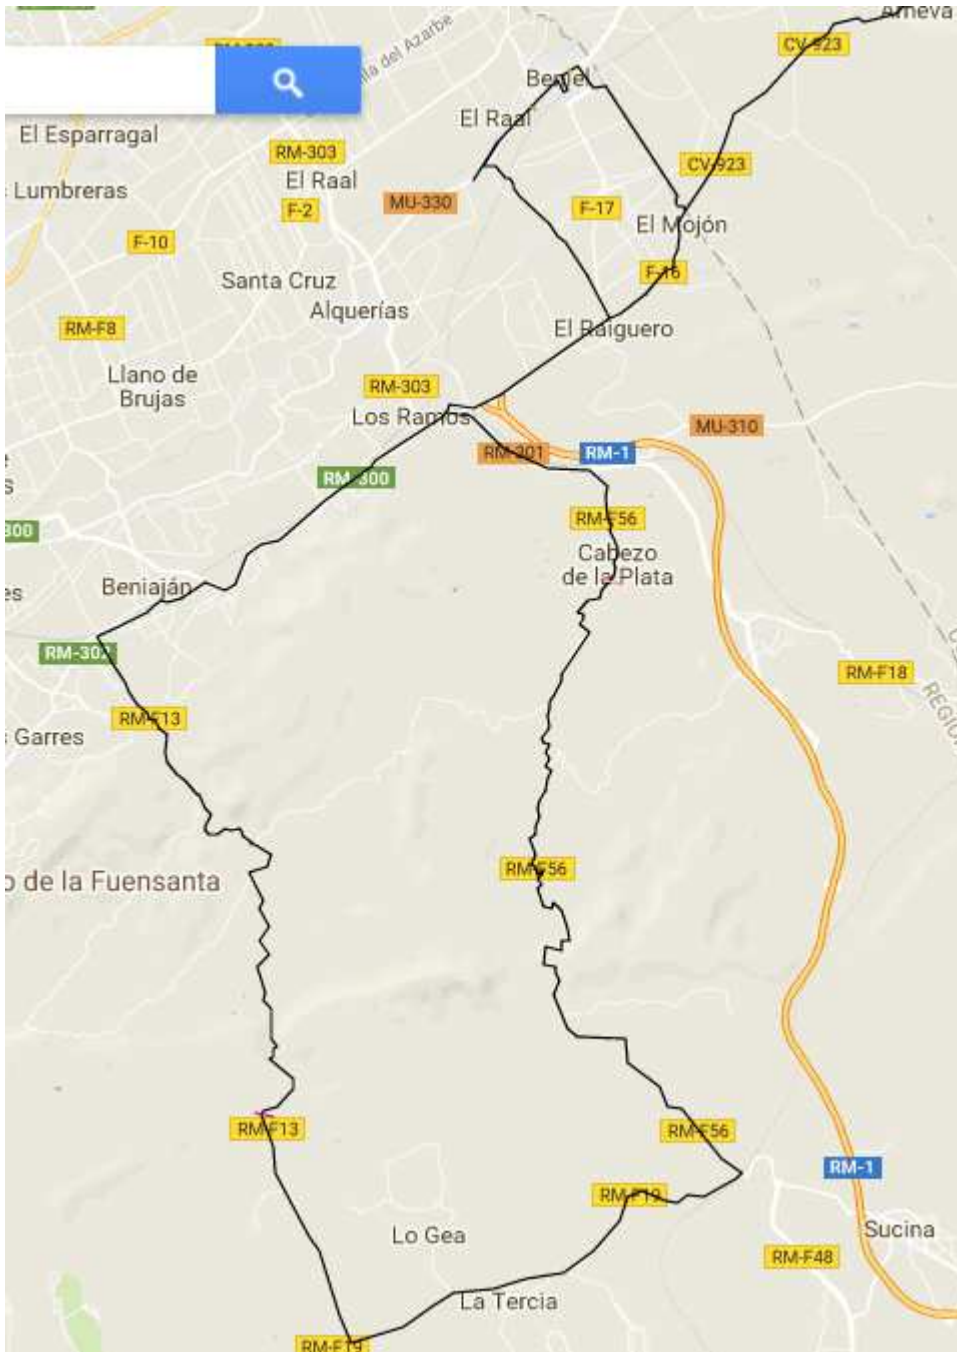 CV-923
El Esparragal
Beniel
El Raal
RM-303
El Raal
CV-923
Lumbreras
MU-330
F-2
F-17
El Mojón
F-10
Santa Cruz
F-16
Alquerías
RM-F8
El Raiguero
Llano de
Brujas
RM-303
Los Ramos
MU-310
RM-301
RM-1
RM-300
RM-F56
Cabezo
de la Plata
Beniaján
RM-302
RM-F18
RM-F13
Garres
RM-F56
o de la Fuensanta
RM-F13
RM-F56
RM-1
RM-F19
Lo Gea
Sucina
RM-F48
La Tercia
RM-F19